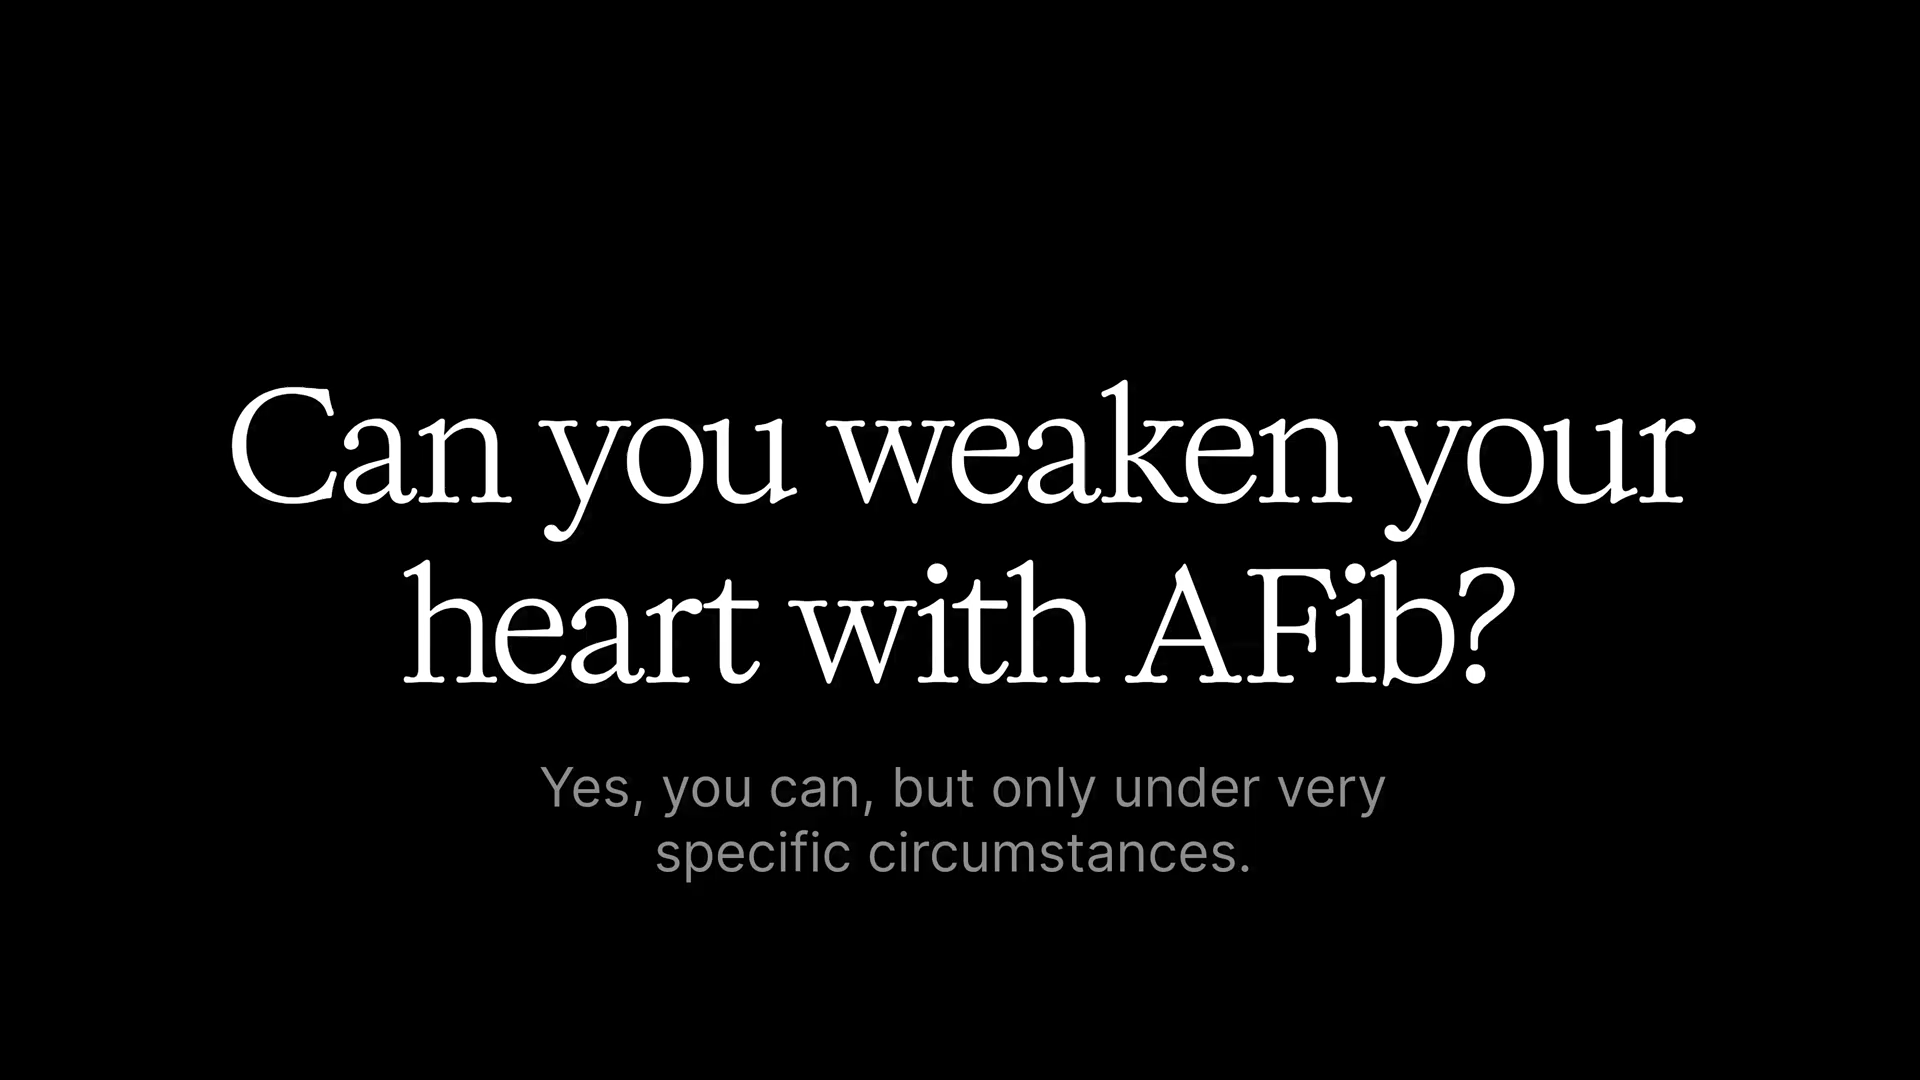 Can you weaken your
heart with AFib?
Yes, you can, but only under very
specific circumstances.